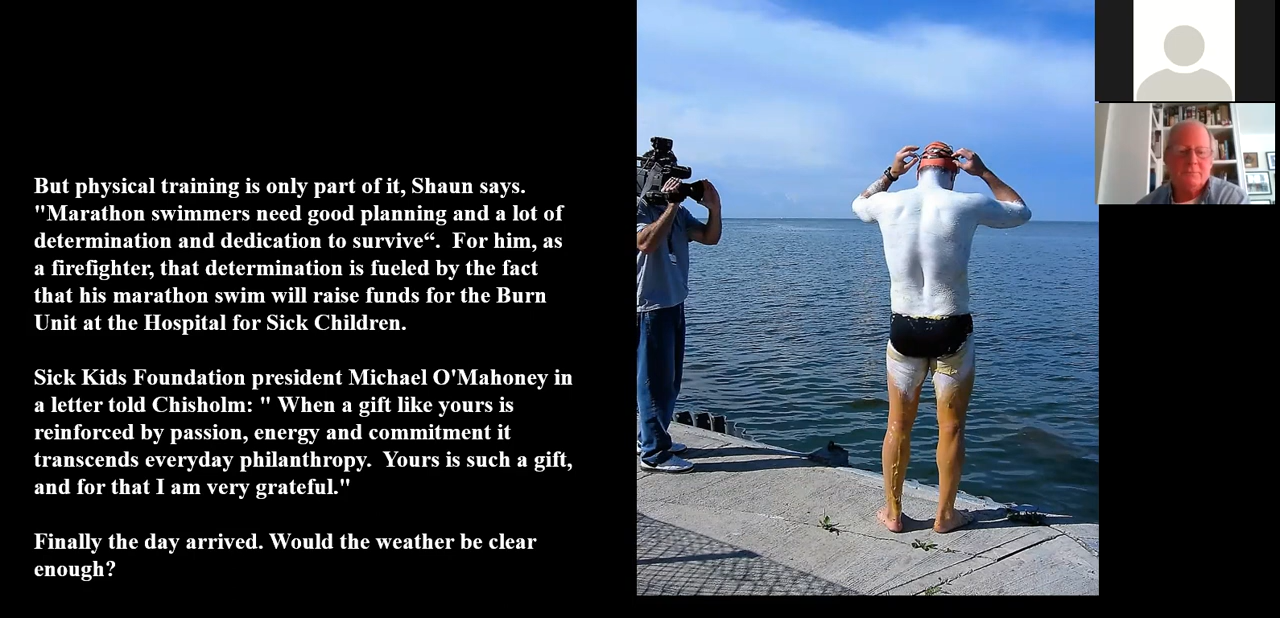 But physical training is only part of it, Shaun says.
"Marathon swimmers need good planning and a lot of
determination and dedication to survive“.  For him, as
a firefighter, that determination is fueled by the fact
that his marathon swim will raise funds for the Burn
Unit at the Hospital for Sick Children.
Sick Kids Foundation president Michael O'Mahoney in
a letter told Chisholm: " When a gift like yours is
reinforced by passion, energy and commitment it
transcends everyday philanthropy.  Yours is such a gift,
and for that I am very grateful."
Finally the day arrived. Would the weather be clear
enough?